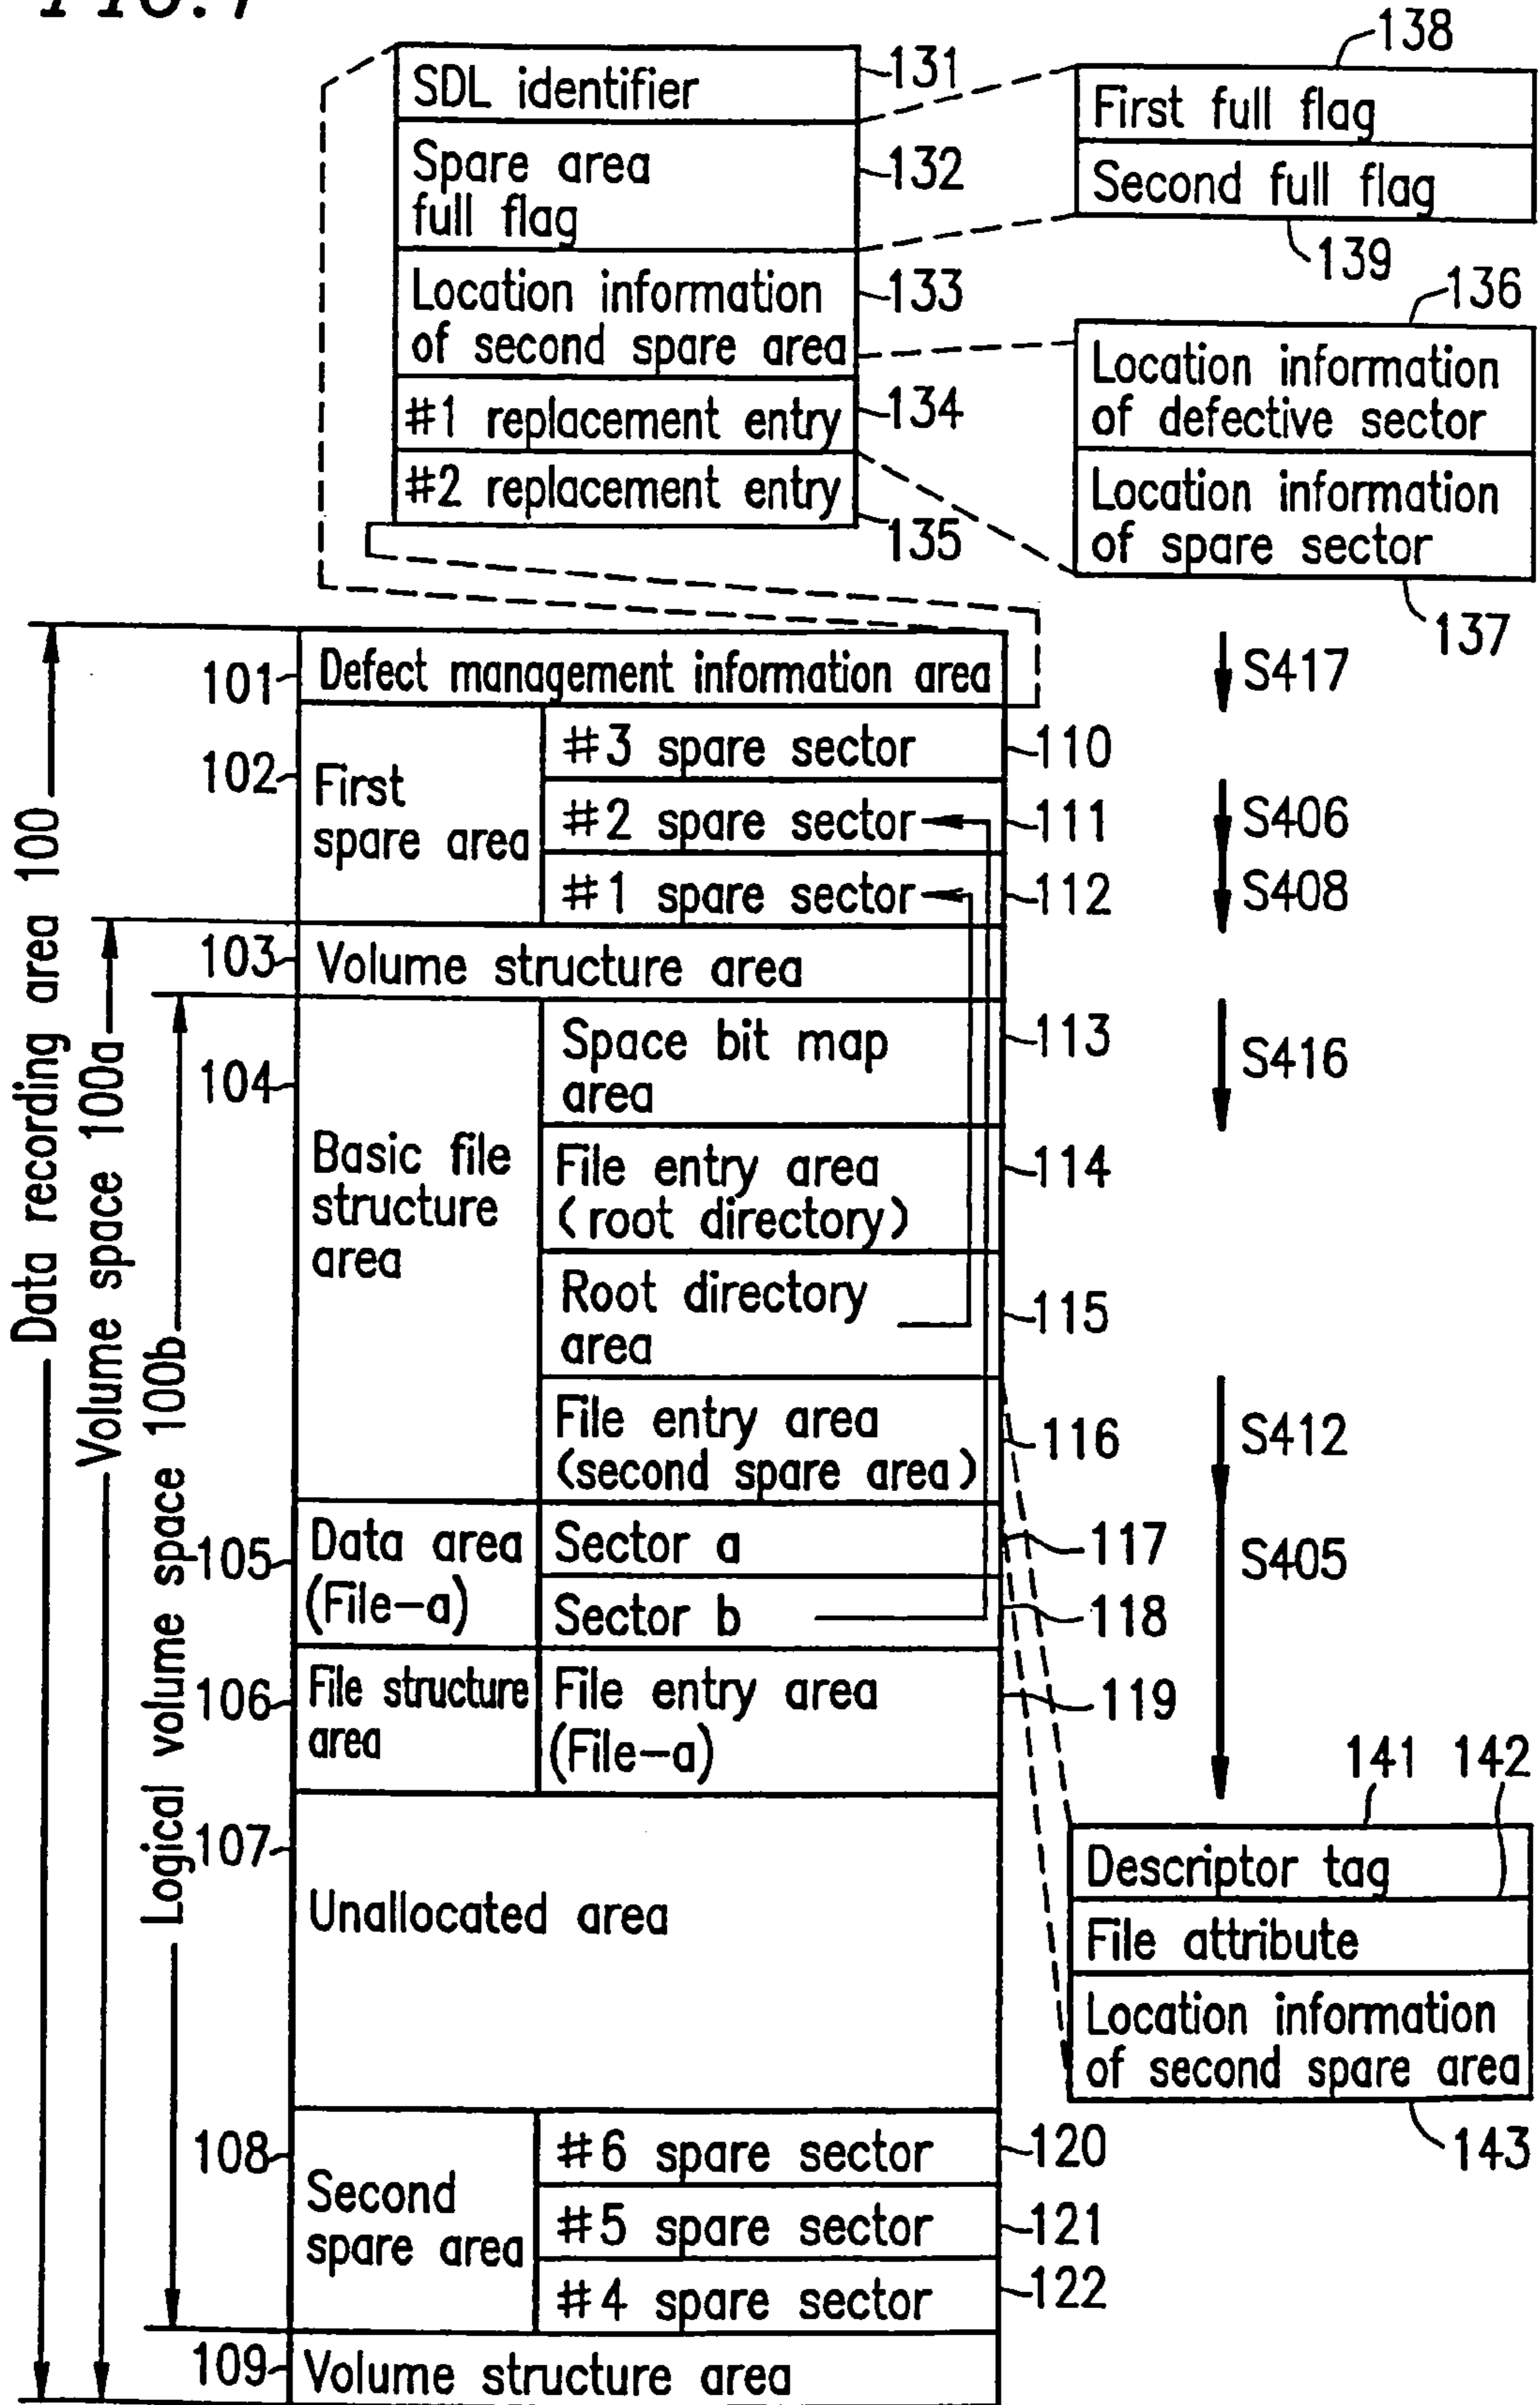 SDL identifier
131
Spare area
full flag
132
Location information
of second spare area
133
#1 replacement entry
134
#2 replacement entry
135
138
First full flag
Second full flag
139
136
Location information
of defective sector
Location information
of spare sector
137
Data recording area 100
Volume space 100a
Logical volume space 100b
101
Defect management information area
S417
102
First
spare area
#3 spare sector
110
#2 spare sector
111
S406
#1 spare sector
112
S408
103
Volume structure area
104
Basic file
structure
area
Space bit map
area
113
S416
File entry area
(root directory)
114
Root directory
area
115
File entry area
(second spare area)
116
S412
105
Data area
(File-a)
Sector a
117
S405
Sector b
118
106
File structure
area
File entry area
(File-a)
119
107
Unallocated area
141
142
Descriptor tag
File attribute
Location information
of second spare area
143
108
Second
spare area
#6 spare sector
120
#5 spare sector
121
#4 spare sector
122
109
Volume structure area